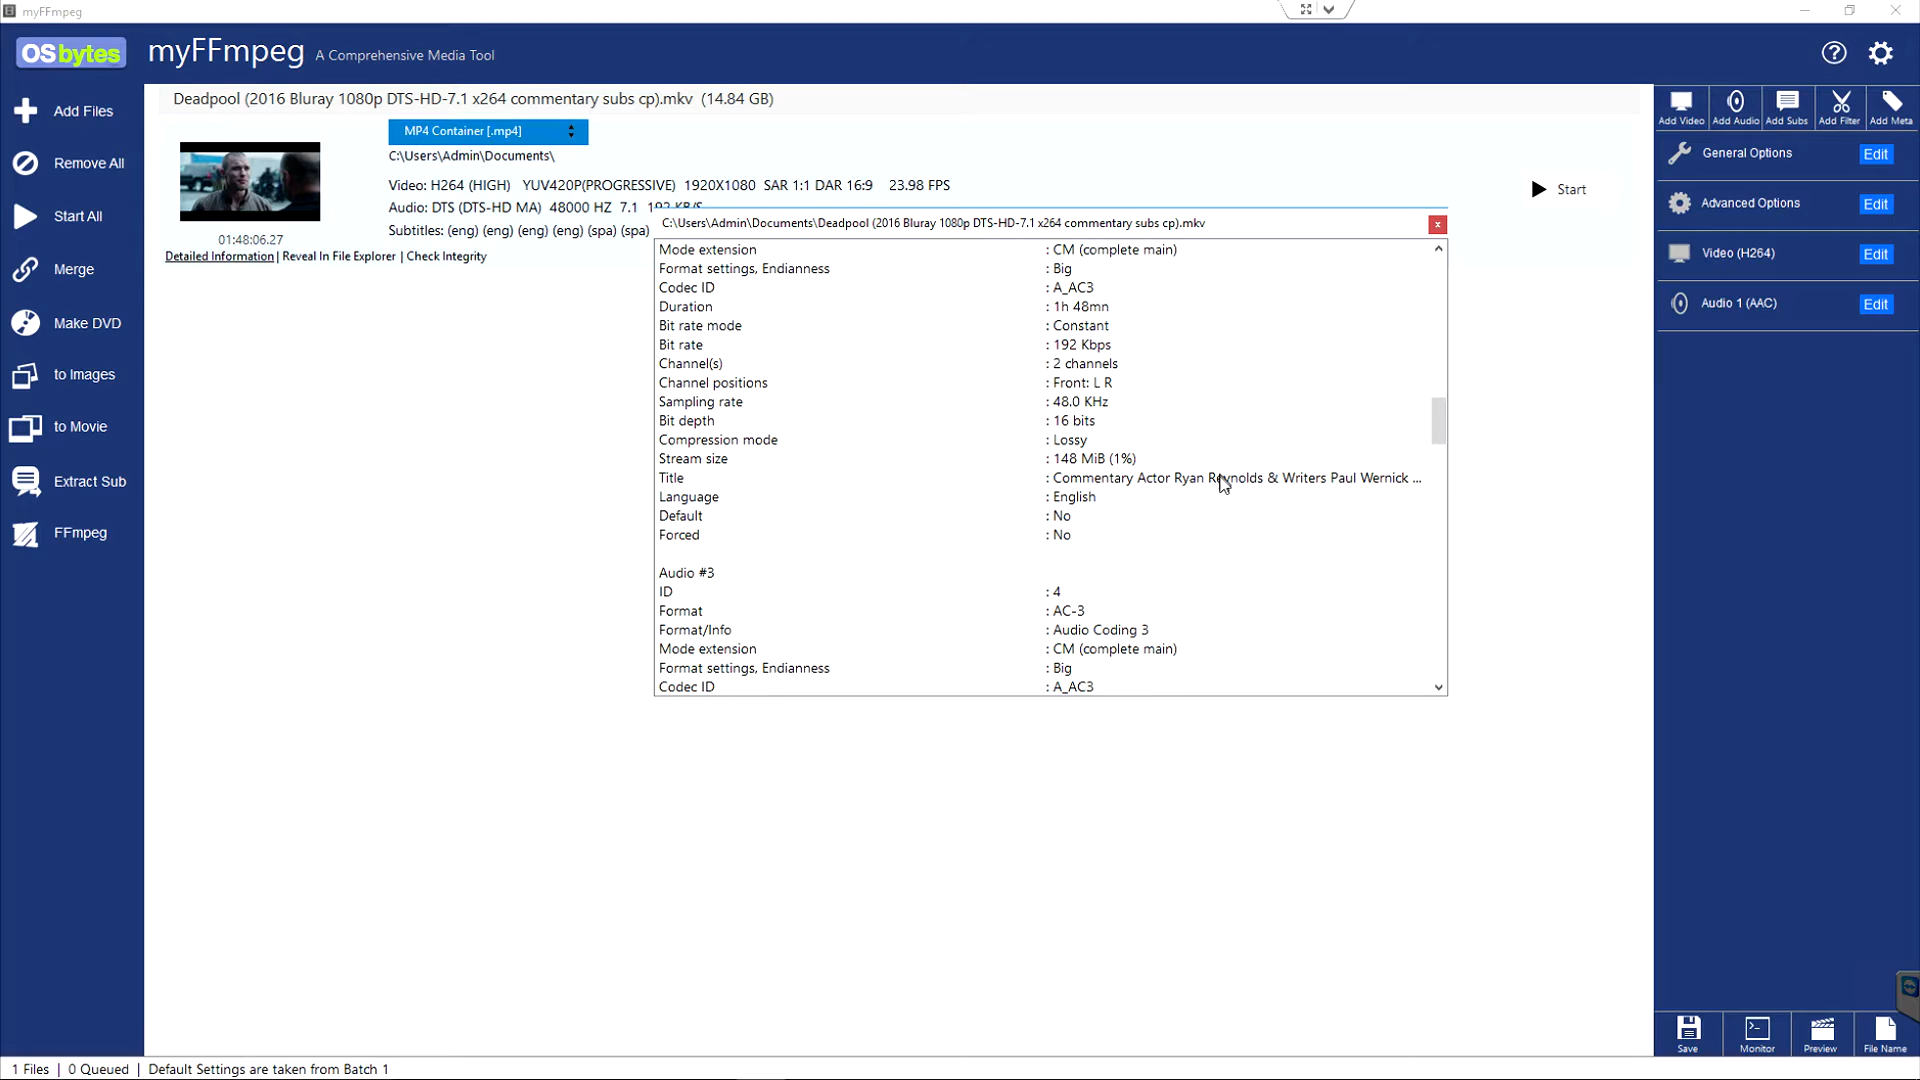 myFFmpeg
OSbytes
myFFmpeg A Comprehensive Media Tool
Add Files
Remove All
Start All
Merge
Make DVD
to Images
to Movie
Extract Sub
FFmpeg
Deadpool (2016 Bluray 1080p DTS-HD-7.1 x264 commentary subs cp).mkv (14.84 GB)
MP4 Container [.mp4]
C:\Users\Admin\Documents\
Video: H264 (HIGH) YUV420P(PROGRESSIVE) 1920X1080 SAR 1:1 DAR 16:9 23.98 FPS
Audio: DTS (DTS-HD MA) 48000 HZ 7.1 192 KB/S
Subtitles: (eng) (eng) (eng) (eng) (spa) (spa)
01:48:06.27
Detailed Information | Reveal In File Explorer | Check Integrity
Start
C:\Users\Admin\Documents\Deadpool (2016 Bluray 1080p DTS-HD-7.1 x264 commentary subs cp).mkv
x
Mode extension : CM (complete main)
Format settings, Endianness : Big
Codec ID : A_AC3
Duration : 1h 48mn
Bit rate mode : Constant
Bit rate : 192 Kbps
Channel(s) : 2 channels
Channel positions : Front: L R
Sampling rate : 48.0 KHz
Bit depth : 16 bits
Compression mode : Lossy
Stream size : 148 MiB (1%)
Title : Commentary Actor Ryan Reynolds & Writers Paul Wernick ...
Language : English
Default : No
Forced : No
Audio #3
ID : 4
Format : AC-3
Format/Info : Audio Coding 3
Mode extension : CM (complete main)
Format settings, Endianness : Big
Codec ID : A_AC3
Add Video Add Audio Add Subs Add Filter Add Meta
General Options Edit
Advanced Options Edit
Video (H264) Edit
Audio 1 (AAC) Edit
Save Monitor Preview File Name
1 Files | 0 Queued | Default Settings are taken from Batch 1